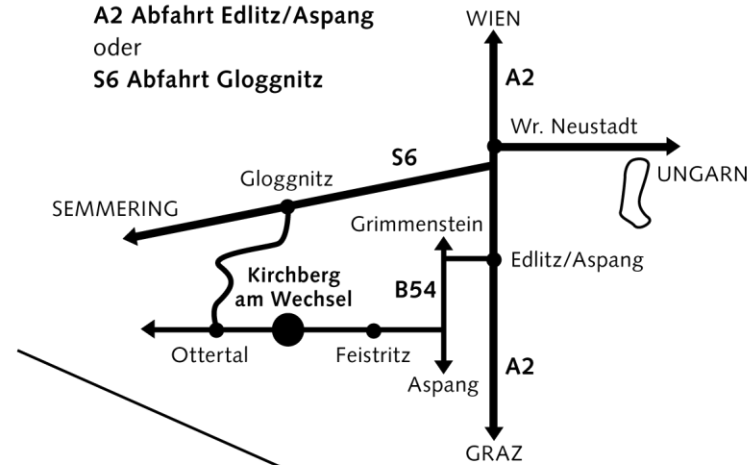 A2 Abfahrt Edlitz/Aspang
oder
S6 Abfahrt Gloggnitz
WIEN
A2
Wr. Neustadt
S6
UNGARN
Gloggnitz
SEMMERING
Grimmenstein
Edlitz/Aspang
Kirchberg
am Wechsel
B54
Ottertal
Feistritz
A2
Aspang
GRAZ